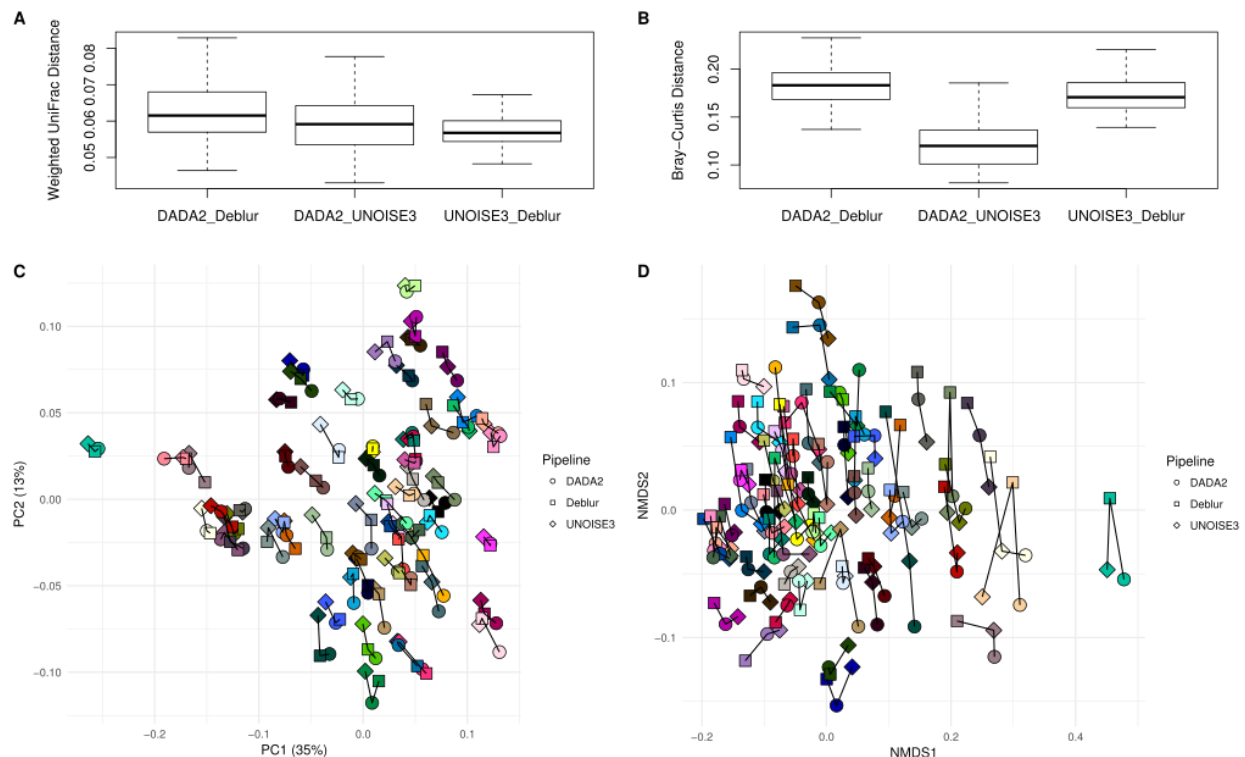 A
Weighted UniFrac Distance
0.05 0.06 0.07 0.08
DADA2_Deblur DADA2_UNOISE3 UNOISE3_Deblur
B
Bray−Curtis Distance
0.10 0.15 0.20
DADA2_Deblur DADA2_UNOISE3 UNOISE3_Deblur
C
PC2 (13%)
0.10
0.05
0.00
−0.05
−0.10
−0.2 −0.1 0.0 0.1
PC1 (35%)
Pipeline
DADA2
Deblur
UNOISE3
D
NMDS2
0.1
0.0
−0.1
−0.2 0.0 0.2 0.4
NMDS1
Pipeline
DADA2
Deblur
UNOISE3